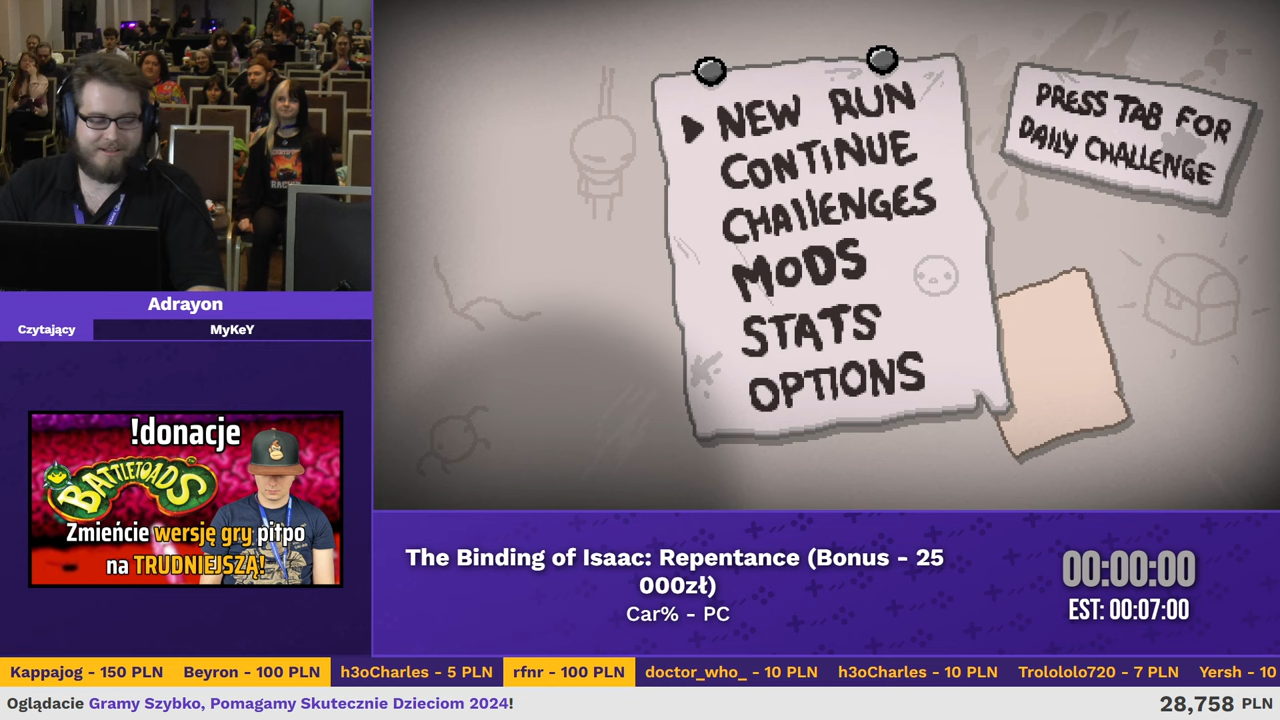 NEW RUN
CONTINUE
CHALLENGES
MODS
STATS
OPTIONS
PRESS TAB FOR
DAILY CHALLENGE
Adrayon
Czytający
MyKeY
!donacje
BATTLETOADS
Zmieńcie wersję gry pitpo
na TRUDNIEJSZĄ!
The Binding of Isaac: Repentance (Bonus - 25
000zł)
Car% - PC
00:00:00
EST: 00:07:00
Kappajog - 150 PLN Beyron - 100 PLN h3oCharles - 5 PLN rfnr - 100 PLN doctor_who_ - 10 PLN h3oCharles - 10 PLN Trolololo720 - 7 PLN Yersh - 10
Oglądacie Gramy Szybko, Pomagamy Skutecznie Dzieciom 2024!
28,758 PLN